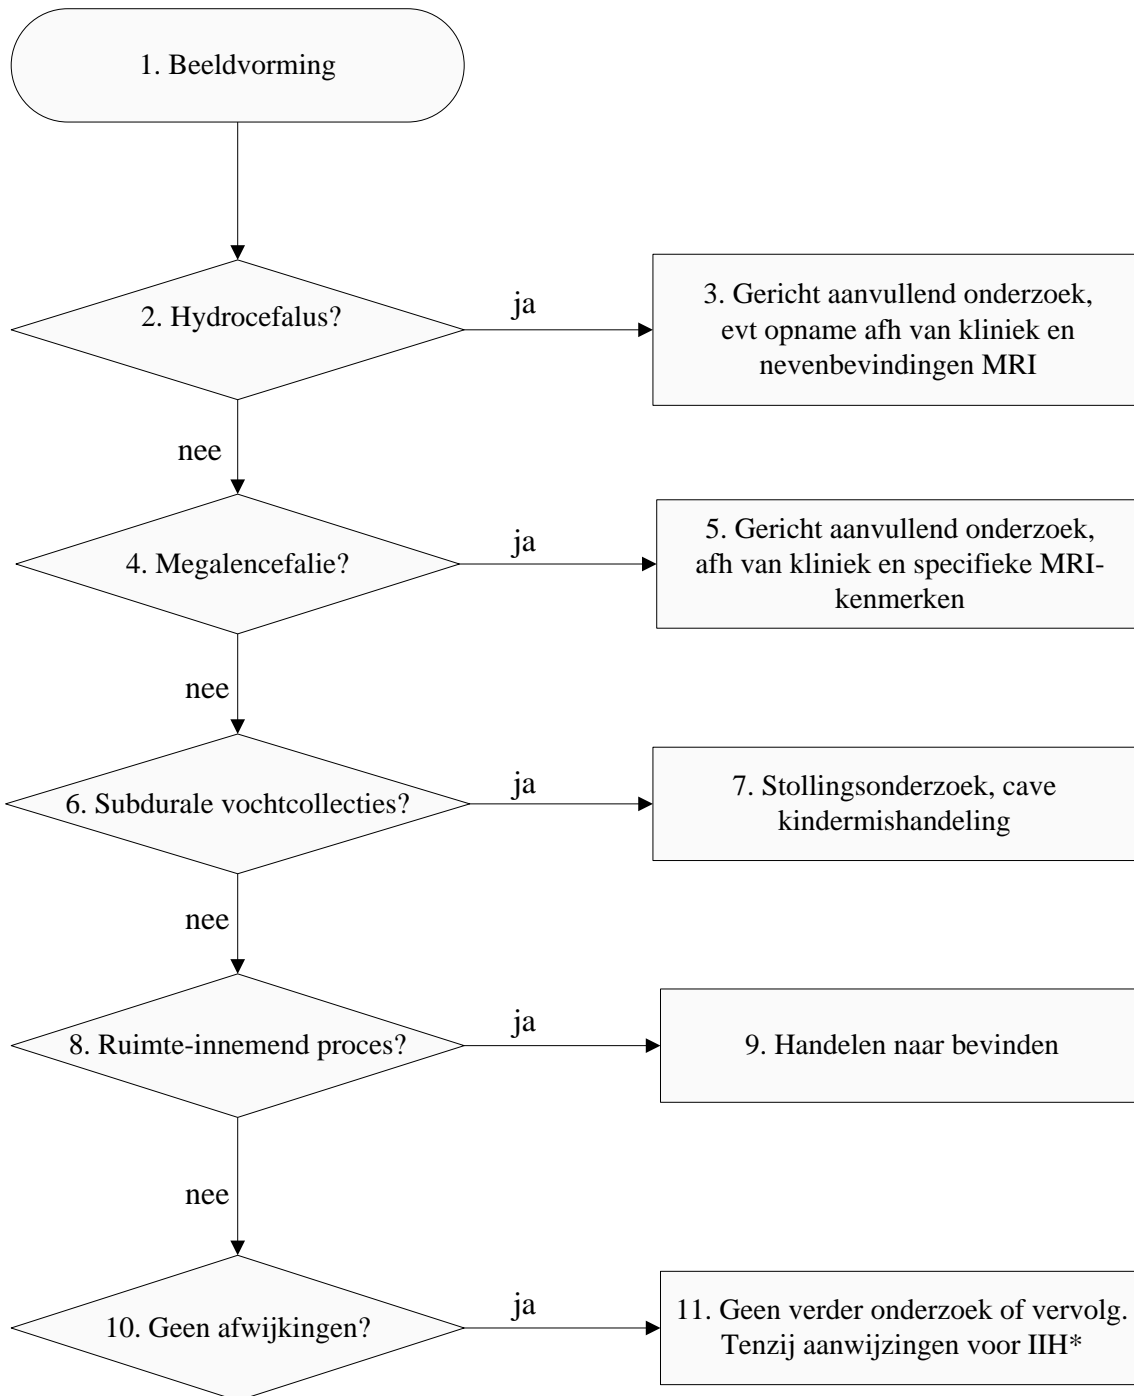 1. Beeldvorming
2. Hydrocefalus?
ja
3. Gericht aanvullend onderzoek,
evt opname afh van kliniek en
nevenbevindingen MRI
nee
4. Megalencefalie?
ja
5. Gericht aanvullend onderzoek,
afh van kliniek en specifieke MRI-
kenmerken
nee
6. Subdurale vochtcollecties?
ja
7. Stollingsonderzoek, cave
kindermishandeling
nee
8. Ruimte-innemend proces?
ja
9. Handelen naar bevinden
nee
10. Geen afwijkingen?
ja
11. Geen verder onderzoek of vervolg.
Tenzij aanwijzingen voor IIH*